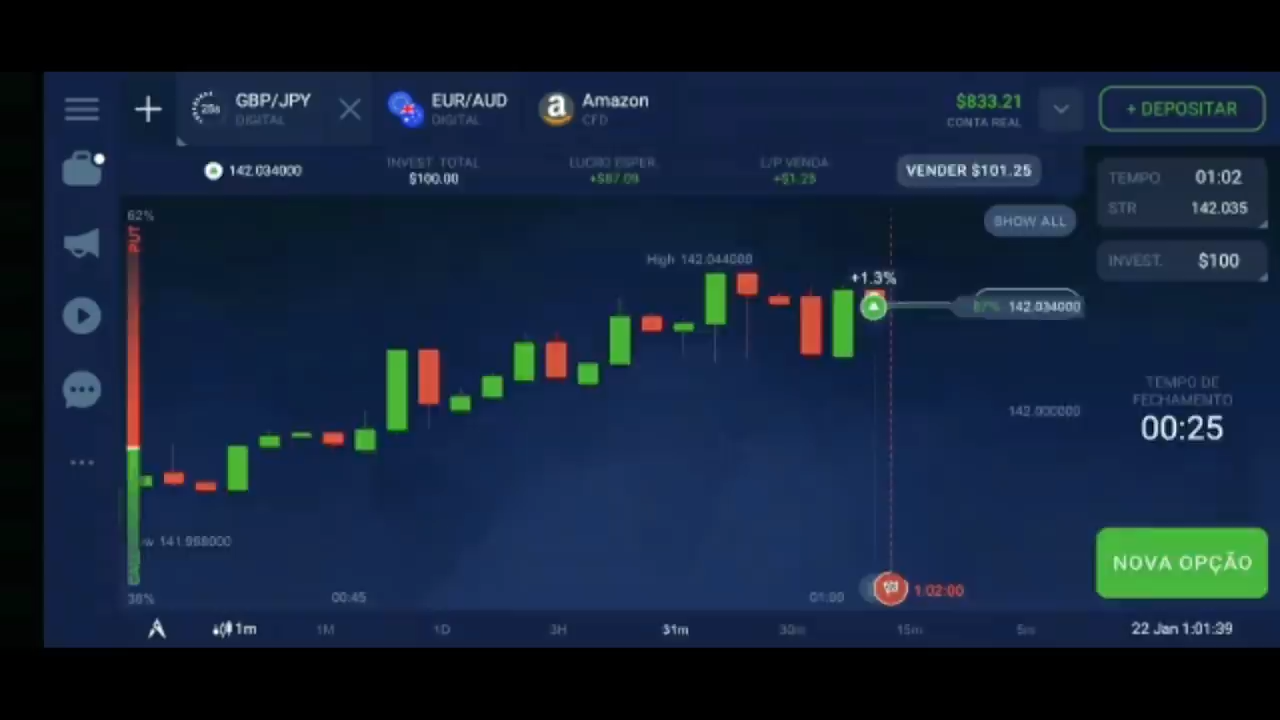 25s
GBP/JPY
DIGITAL
EUR/AUD
DIGITAL
a
Amazon
CFD
$833.21
CONTA REAL
+ DEPOSITAR
142.034000
INVEST. TOTAL
$100.00
LUCRO ESPER.
L/P VENDA
VENDER $101.25
TEMPO 01:02
STR 142.035
INVEST. $100
62%
PUT
SHOW ALL
High 142.044000
+1.3%
87% 142.034000
142.000000
TEMPO DE
FECHAMENTO
00:25
141.998000
38%
00:45
01:00
1:02:00
NOVA OPÇÃO
1m
1M
1D
3H
31m
30m
15m
5m
22 Jan 1:01:39